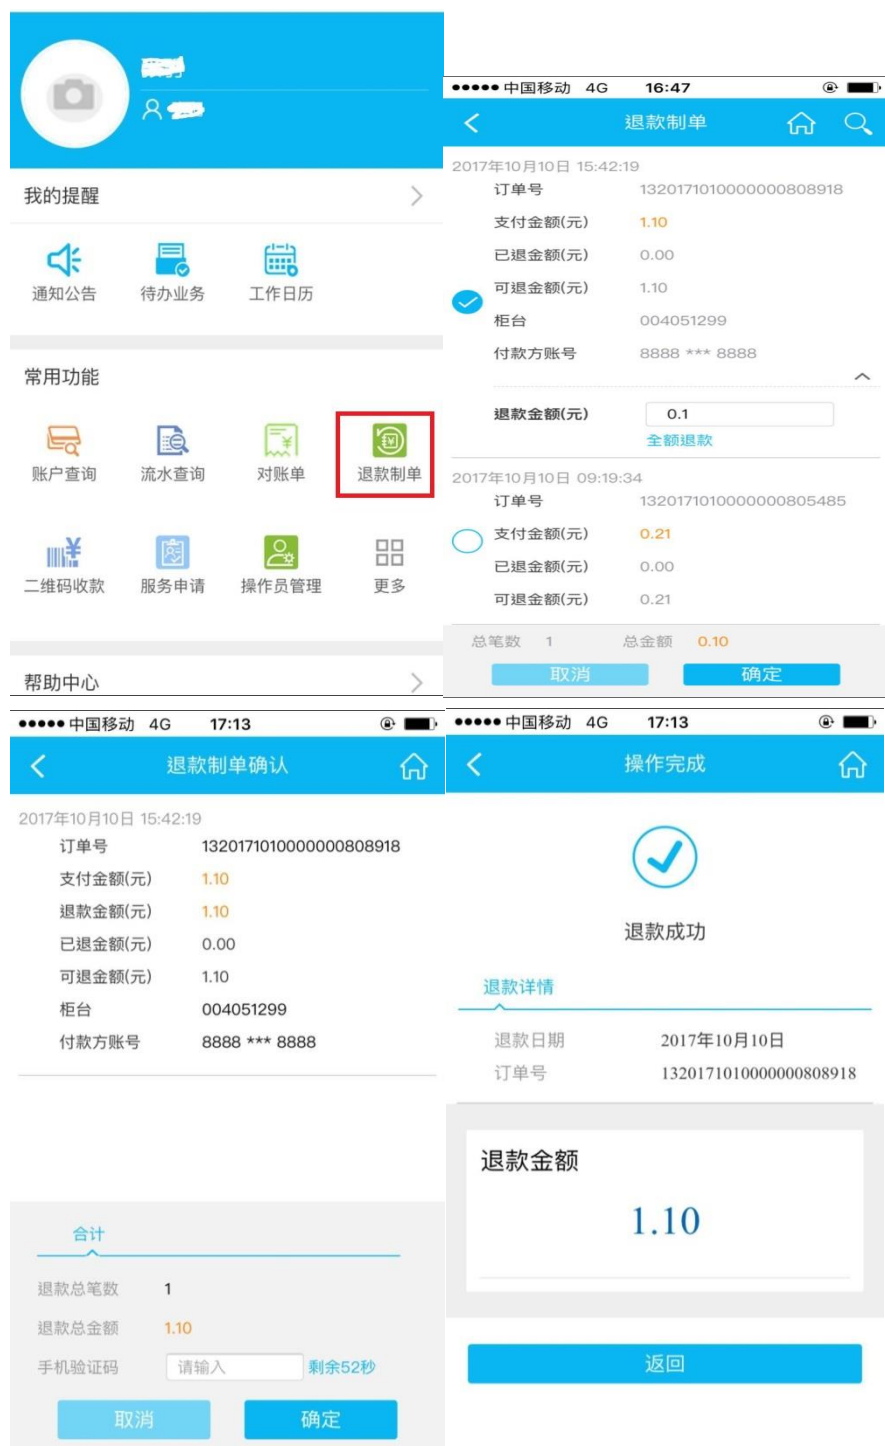 我的提醒
通知公告 待办业务 工作日历
常用功能
账户查询 流水查询 对账单 退款制单
二维码收款 服务申请 操作员管理 更多
帮助中心
中国移动 4G 16:47
退款制单
2017年10月10日 15:42:19
订单号 1320171010000000808918
支付金额(元) 1.10
已退金额(元) 0.00
可退金额(元) 1.10
柜台 004051299
付款方账号 8888 *** 8888
退款金额(元) 0.1
全额退款
2017年10月10日 09:19:34
订单号 1320171010000000805485
支付金额(元) 0.21
已退金额(元) 0.00
可退金额(元) 0.21
总笔数 1 总金额 0.10
取消 确定
中国移动 4G 17:13
退款制单确认
2017年10月10日 15:42:19
订单号 1320171010000000808918
支付金额(元) 1.10
退款金额(元) 1.10
已退金额(元) 0.00
可退金额(元) 1.10
柜台 004051299
付款方账号 8888 *** 8888
合计
退款总笔数 1
退款总金额 1.10
手机验证码 请输入 剩余52秒
取消 确定
中国移动 4G 17:13
操作完成
退款成功
退款详情
退款日期 2017年10月10日
订单号 1320171010000000808918
退款金额
1.10
返回